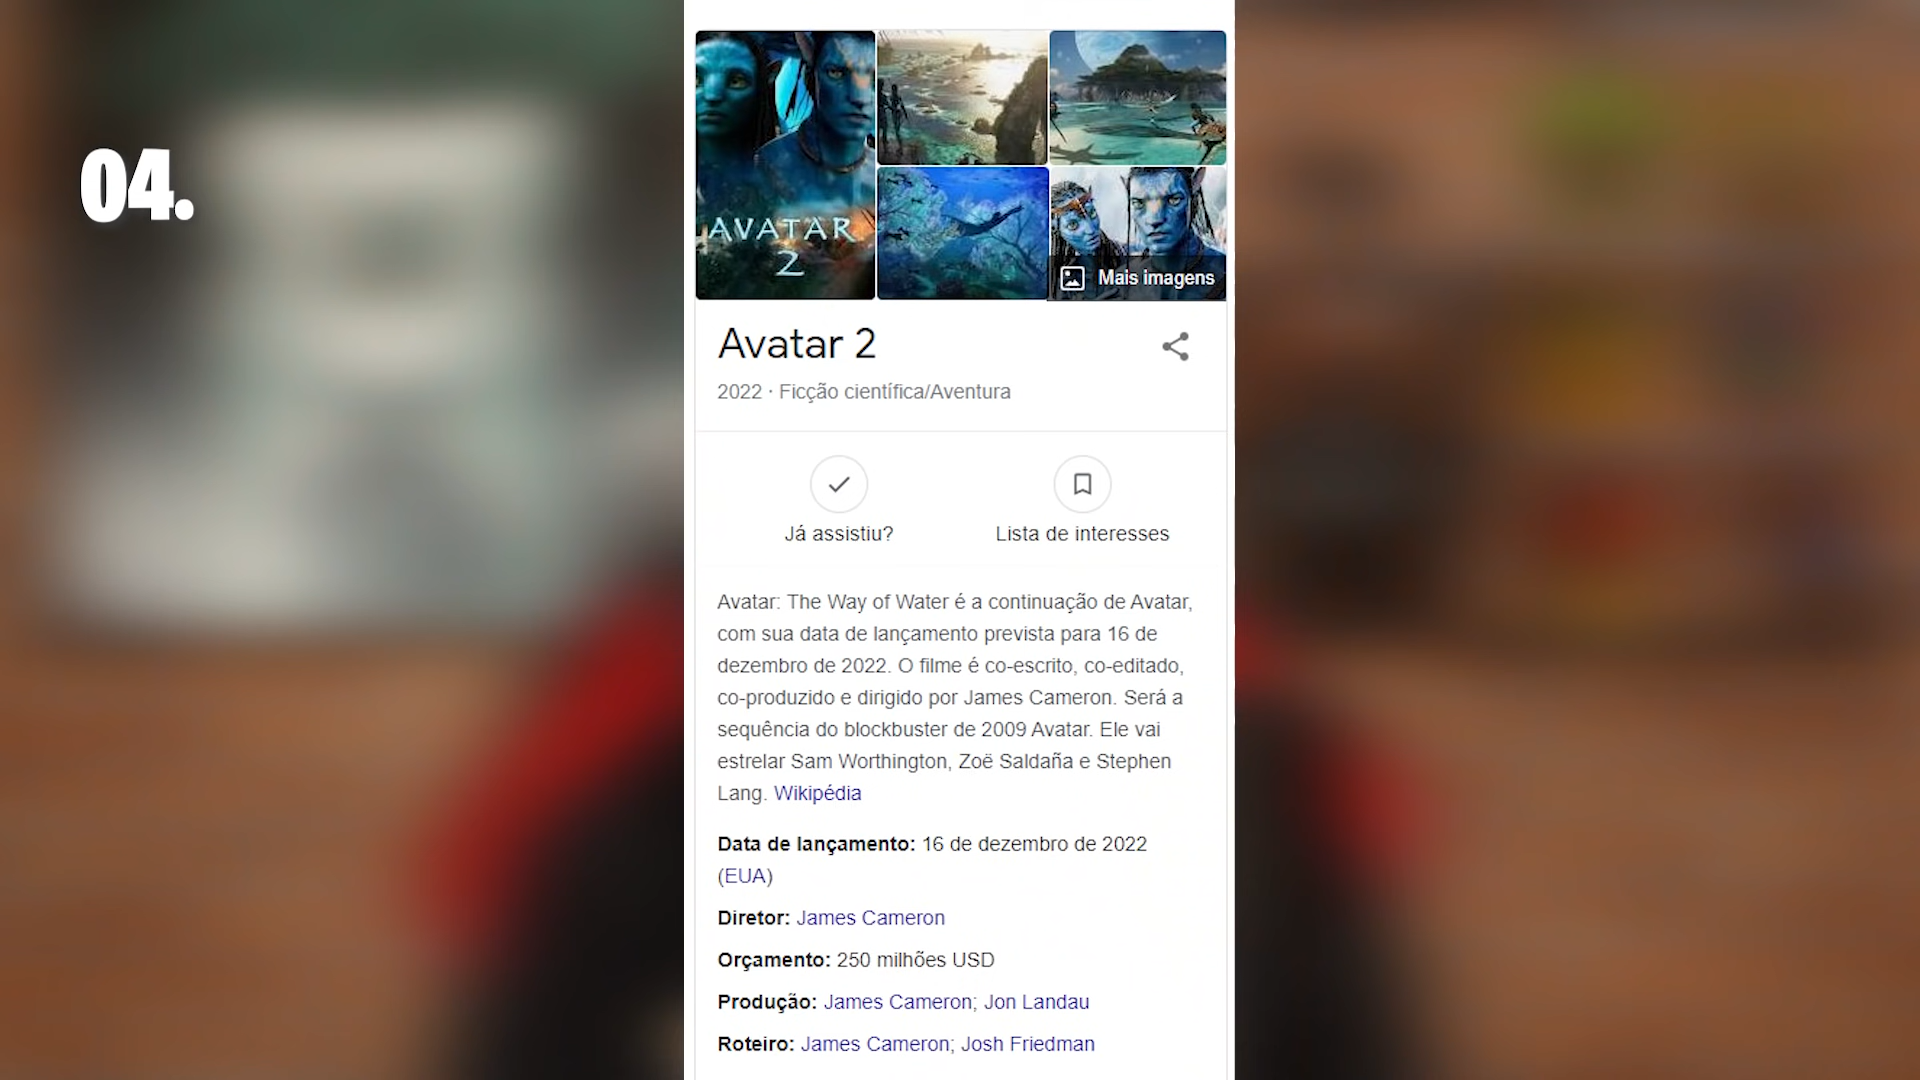 04.
AVATAR
2
Mais imagens
Avatar 2
2022 · Ficção científica/Aventura
Já assistiu?
Lista de interesses
Avatar: The Way of Water é a continuação de Avatar,
com sua data de lançamento prevista para 16 de
dezembro de 2022. O filme é co-escrito, co-editado,
co-produzido e dirigido por James Cameron. Será a
sequência do blockbuster de 2009 Avatar. Ele vai
estrelar Sam Worthington, Zoë Saldaña e Stephen
Lang. Wikipédia
Data de lançamento: 16 de dezembro de 2022
(EUA)
Diretor: James Cameron
Orçamento: 250 milhões USD
Produção: James Cameron; Jon Landau
Roteiro: James Cameron; Josh Friedman